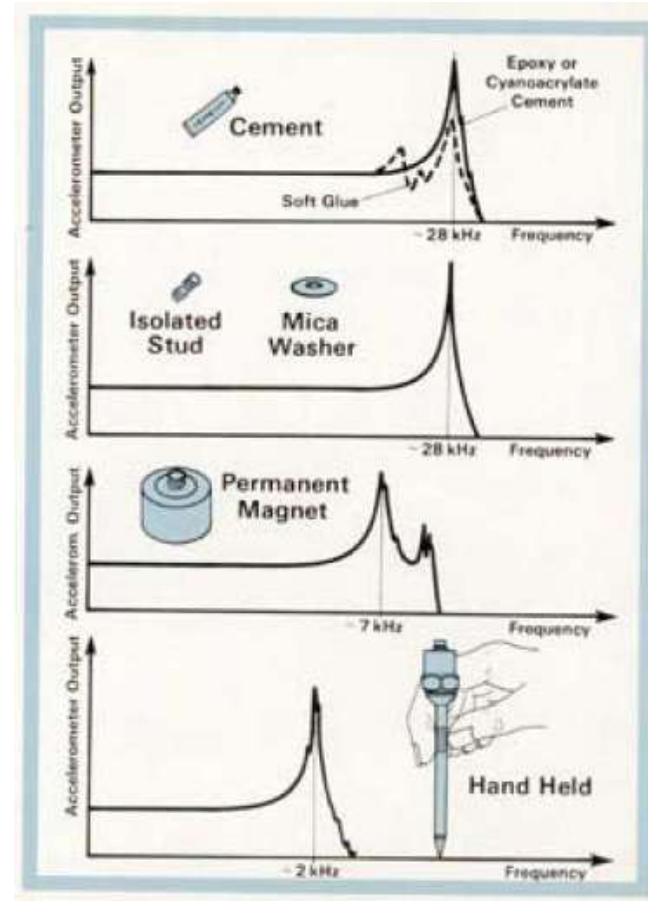 Accelerometer Output
Cement
Epoxy or
Cyanoacrylate
Cement
Soft Glue
~28 kHz Frequency
Accelerometer Output
Isolated
Stud
Mica
Washer
~28 kHz Frequency
Accelerom. Output
Permanent
Magnet
~7 kHz Frequency
Accelerometer Output
Hand Held
~2 kHz Frequency